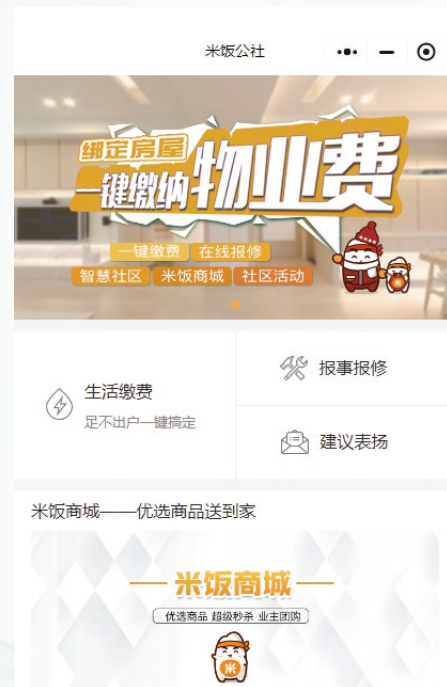 米饭公社
绑定房屋
一键缴纳物业费
一键缴费 在线报修
智慧社区 米饭商城 社区活动
生活缴费
足不出户一键搞定
报事报修
建议表扬
米饭商城——优选商品送到家
米饭商城
优选商品 超级秒杀 业主团购
米